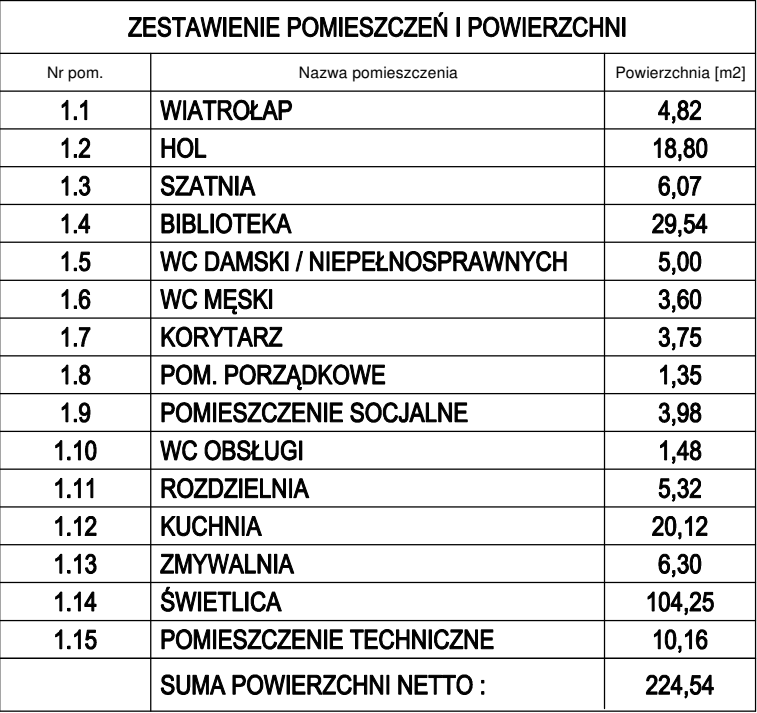 ZESTAWIENIE POMIESZCZEŃ I POWIERZCHNI
Nr pom. Nazwa pomieszczenia Powierzchnia [m2]
1.1 WIATROŁAP 4,82
1.2 HOL 18,80
1.3 SZATNIA 6,07
1.4 BIBLIOTEKA 29,54
1.5 WC DAMSKI / NIEPEŁNOSPRAWNYCH 5,00
1.6 WC MĘSKI 3,60
1.7 KORYTARZ 3,75
1.8 POM. PORZĄDKOWE 1,35
1.9 POMIESZCZENIE SOCJALNE 3,98
1.10 WC OBSŁUGI 1,48
1.11 ROZDZIELNIA 5,32
1.12 KUCHNIA 20,12
1.13 ZMYWALNIA 6,30
1.14 ŚWIETLICA 104,25
1.15 POMIESZCZENIE TECHNICZNE 10,16
SUMA POWIERZCHNI NETTO : 224,54